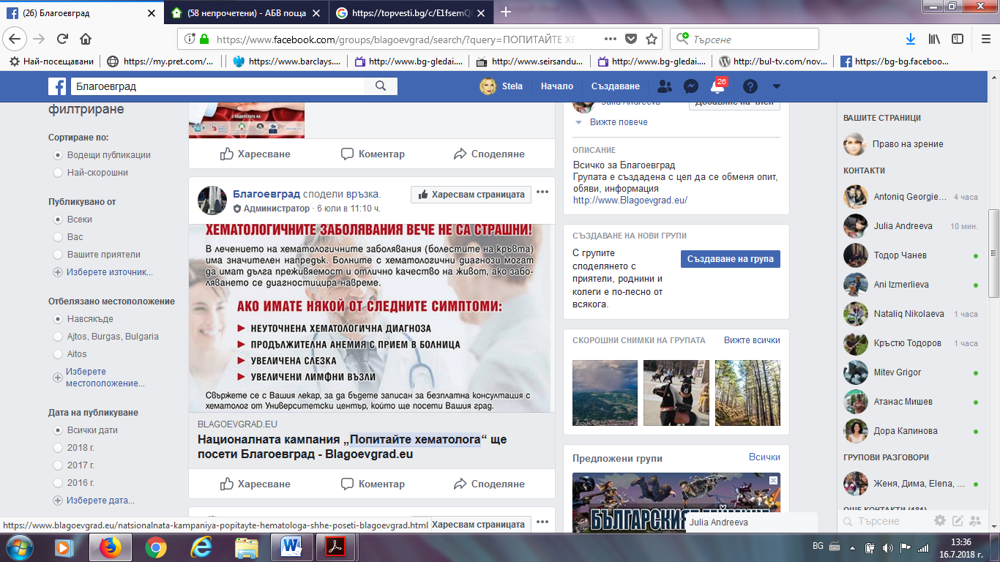 (26) Благоевград
(58 непрочетени) - АБВ поща
https://topvesti.bg/c/E1fsemQ
https://www.facebook.com/groups/blagoevgrad/search/?query=ПОПИТАЙТЕ ХЕ
Търсене
Най-посещавани
https://my.pret.com/...
https://www.barclays....
http://www.bg-gledai....
http://www.seirsandu...
http://www.bg-gledai....
http://bul-tv.com/nov...
https://bg-bg.faceboo...
Благоевград
Stela
Начало
Създаване
26
филтриране
Сортиране по:
Водещи публикации
Най-скорошни
Публикувано от
Всеки
Вас
Вашите приятели
Изберете източник...
Отбелязано местоположение
Навсякъде
Ajtos, Burgas, Bulgaria
Aitos
Изберете
местоположение...
Дата на публикуване
Всички дати
2018 г.
2017 г.
2016 г.
Изберете дата...
С ПОДКРЕПАТА НА:
Харесване
Коментар
Споделяне
Благоевград сподели връзка.
Администратор · 6 юли в 11:10 ч.
Харесвам страницата
ХЕМАТОЛОГИЧНИТЕ ЗАБОЛЯВАНИЯ ВЕЧЕ НЕ СА СТРАШНИ!
В лечението на хематологичните заболявания (болестите на кръвта)
има значителен напредък. Болните с хематологични диагнози могат
да имат дълга преживяемост и отлично качество на живот, ако забо-
ляването се диагностицира навреме.
АКО ИМАТЕ НЯКОЙ ОТ СЛЕДНИТЕ СИМПТОМИ:
НЕУТОЧНЕНА ХЕМАТОЛОГИЧНА ДИАГНОЗА
ПРОДЪЛЖИТЕЛНА АНЕМИЯ С ПРИЕМ В БОЛНИЦА
УВЕЛИЧЕНА СЛЕЗКА
УВЕЛИЧЕНИ ЛИМФНИ ВЪЗЛИ
Свържете се с Вашия лекар, за да бъдете записан за безплатна консултация с
хематолог от Университетски център, който ще посети Вашия град.
BLAGOEVGRAD.EU
Националната кампания „Попитайте хематолога“ ще
посети Благоевград - Blagoevgrad.eu
Харесване
Коментар
Споделяне
Харесвам страницата
Julia Andreeva
Добавяне на член
Вижте повече
ОПИСАНИЕ
Всичко за Благоевград
Групата е създадена с цел да се обменя опит,
обяви, информация
http://www.Blagoevgrad.eu/
СЪЗДАВАНЕ НА НОВИ ГРУПИ
С групите
споделянето с
приятели, роднини и
колеги е по-лесно от
всякога.
Създаване на група
СКОРОШНИ СНИМКИ НА ГРУПАТА
Вижте всички
Предложени групи
Всички
БЪЛГАРСКИ
Julia Andreeva
ВАШИТЕ СТРАНИЦИ
Право на зрение
КОНТАКТИ
Antoniq Georgie... 4 часа
Julia Andreeva 10 мин.
Тодор Чанев
Ani Izmerlieva
Nataliq Nikolaeva 1 часа
Кръстю Тодоров 1 часа
Mitev Grigor
Атанас Мишев
Дора Калинова
ГРУПОВИ РАЗГОВОРИ
Женя, Дима, Elena, ...
ОЩЕ КОНТАКТИ (181)
Търсене
https://www.blagoevgrad.eu/natsionalnata-kampaniya-popitayte-hematologa-shhe-poseti-blagoevgrad.html
BG
13:36
16.7.2018 г.